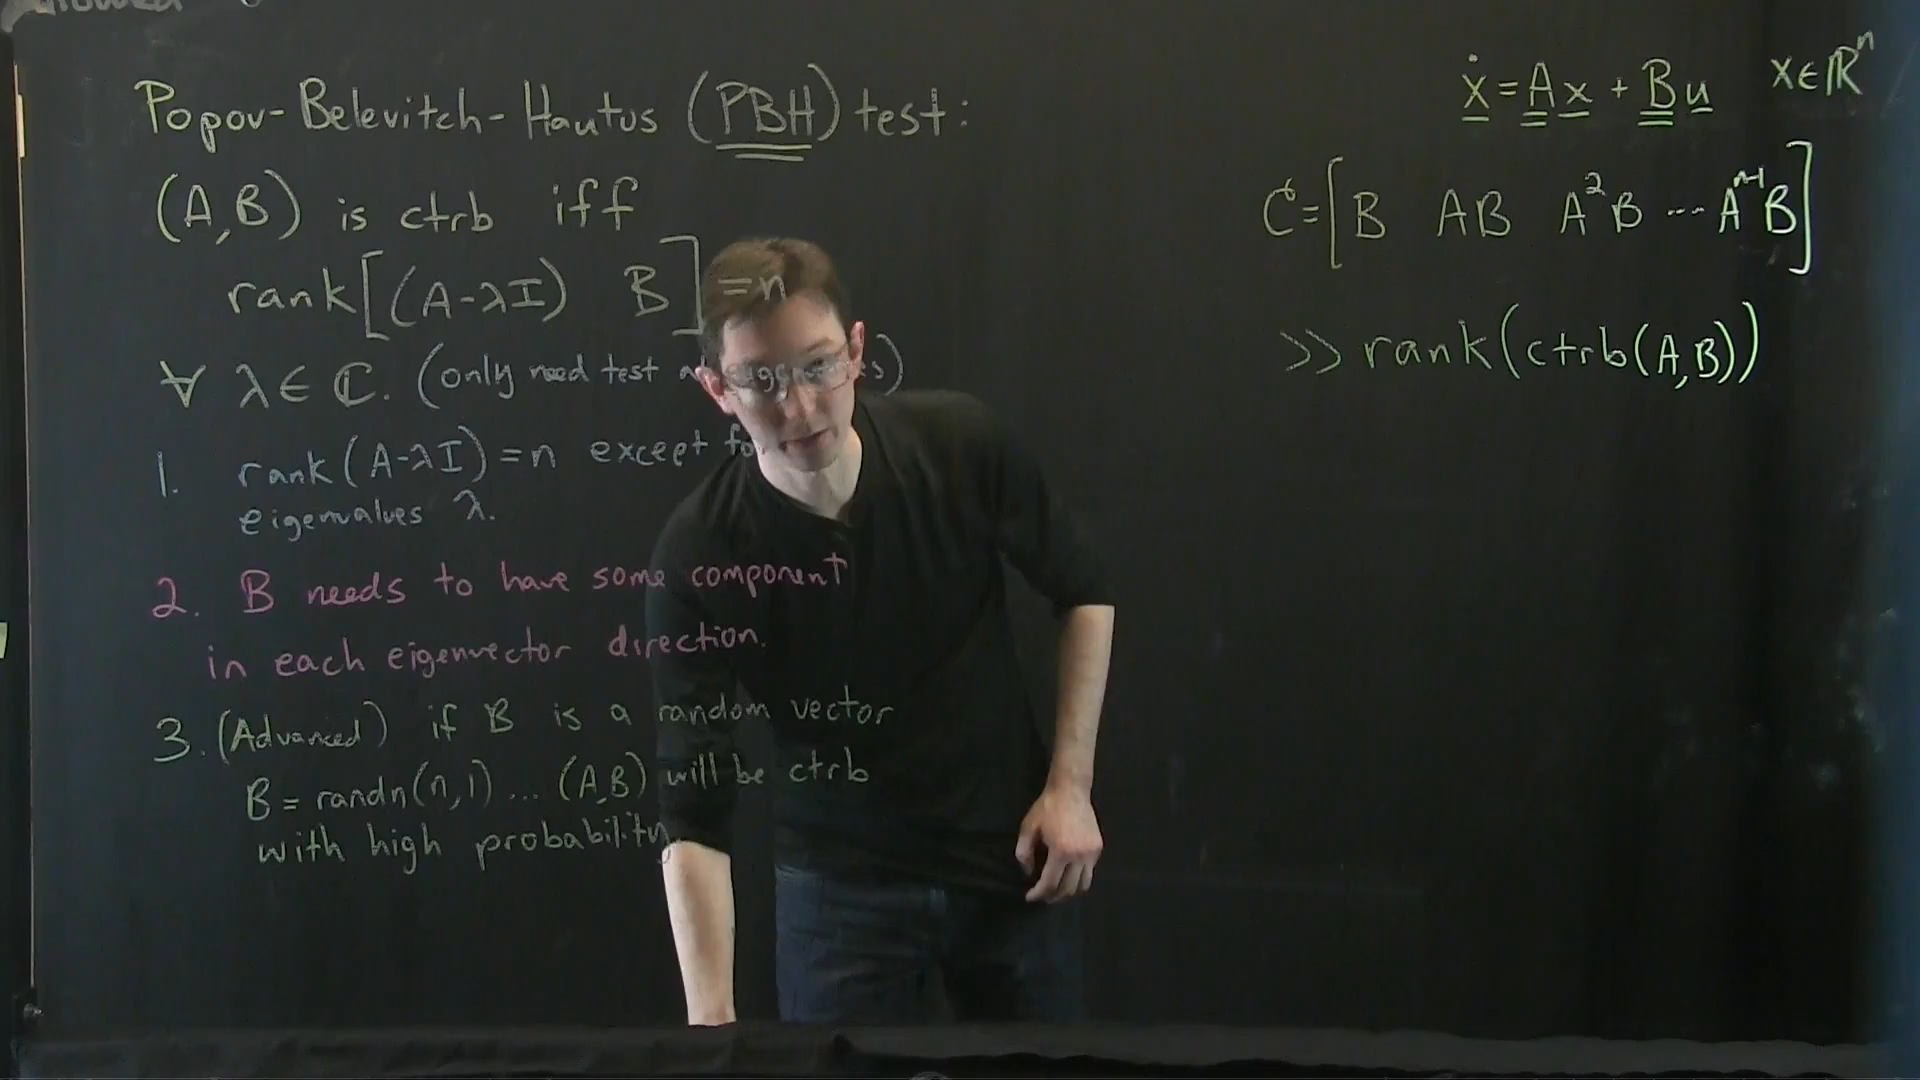 Popov-Belevitch-Hautus (PBH) test:
(A,B) is ctrb iff
rank[(A-λI) B] = n
∀ λ∈ℂ. (only need test at eigenvalues)
1. rank(A-λI) = n except for
eigenvalues λ.
2. B needs to have some component
in each eigenvector direction.
3. (Advanced) if B is a random vector
B = randn(n,1) ... (A,B) will be ctrb
with high probability
ẋ = Ax + Bu x∈ℝⁿ
C = [B AB A²B ... Aⁿ⁻¹B]
>> rank(ctrb(A,B))